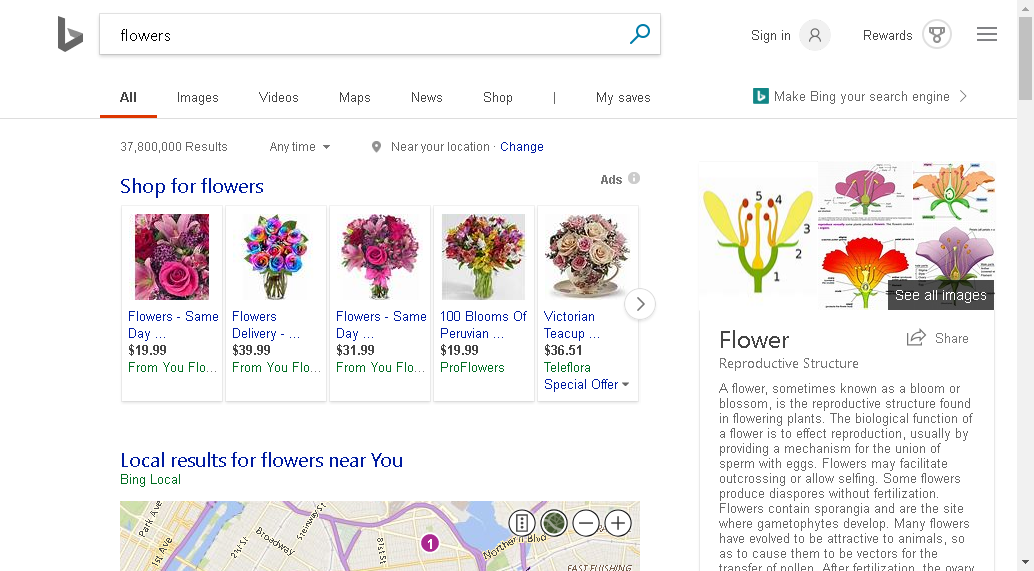 flowers
Sign in
Rewards
All
Images
Videos
Maps
News
Shop
|
My saves
Make Bing your search engine
37,800,000 Results
Any time
Near your location · Change
Shop for flowers
Ads
Flowers - Same
Day ...
$19.99
From You Flo...
Flowers
Delivery - ...
$39.99
From You Flo...
Flowers - Same
Day ...
$31.99
From You Flo...
100 Blooms Of
Peruvian ...
$19.99
ProFlowers
Victorian
Teacup ...
$36.51
Teleflora
Special Offer
Local results for flowers near You
Bing Local
Park Ave
1st Ave
Broadway
21st St
Steinway St
81st St
1
Northern Blvd
EAST FLUSHING
5
4
3
2
1
See all images
Flower
Share
Reproductive Structure
A flower, sometimes known as a bloom or
blossom, is the reproductive structure found
in flowering plants. The biological function of
a flower is to effect reproduction, usually by
providing a mechanism for the union of
sperm with eggs. Flowers may facilitate
outcrossing or allow selfing. Some flowers
produce diaspores without fertilization.
Flowers contain sporangia and are the site
where gametophytes develop. Many flowers
have evolved to be attractive to animals, so
as to cause them to be vectors for the
transfer of pollen. After fertilization, the ovary